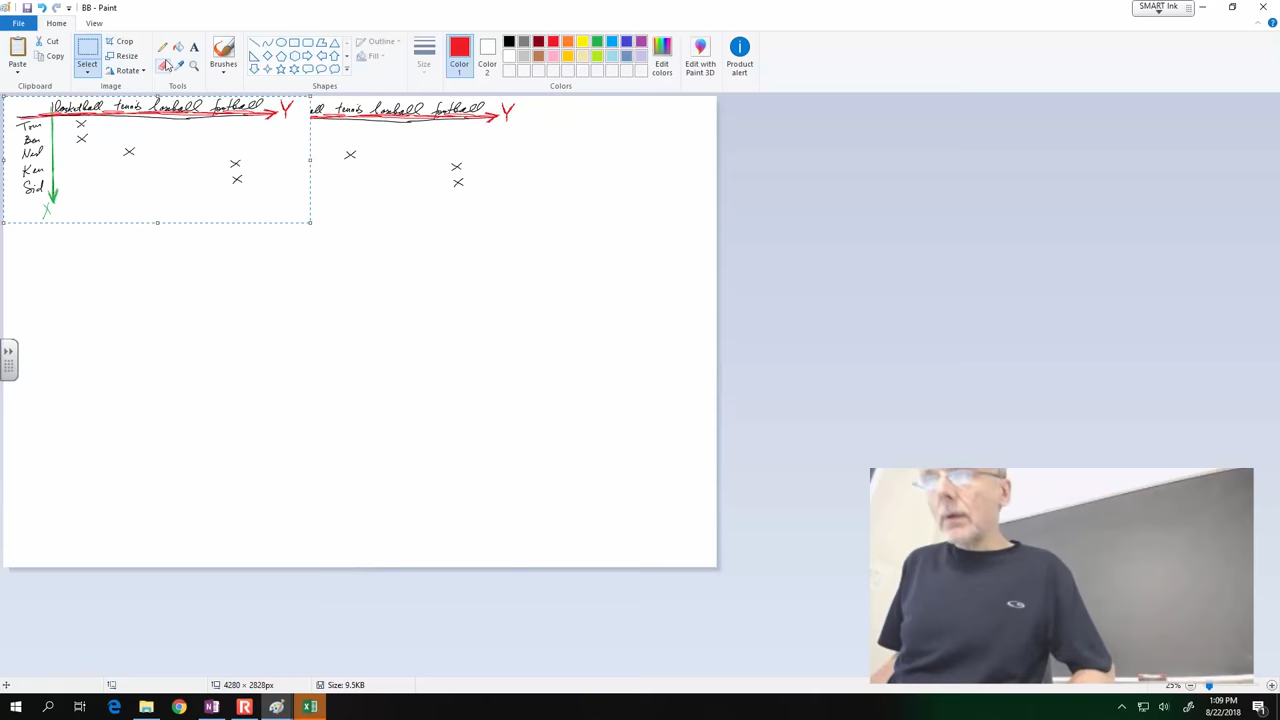 BB - Paint
SMART Ink
File Home View
Paste
Cut
Copy
Clipboard
Select
Crop
Resize
Rotate
Image
A
Tools
Brushes
Outline
Fill
Shapes
Size
Color 1
Color 2
Colors
Edit colors
Edit with Paint 3D
Product alert
basketball tennis baseball football Y
tennis baseball football Y
Tom X
Ben X
Ned X X
Ken X X
Sid X X
X
4280 × 2828px
Size: 9.5KB
25%
1:09 PM
8/22/2018